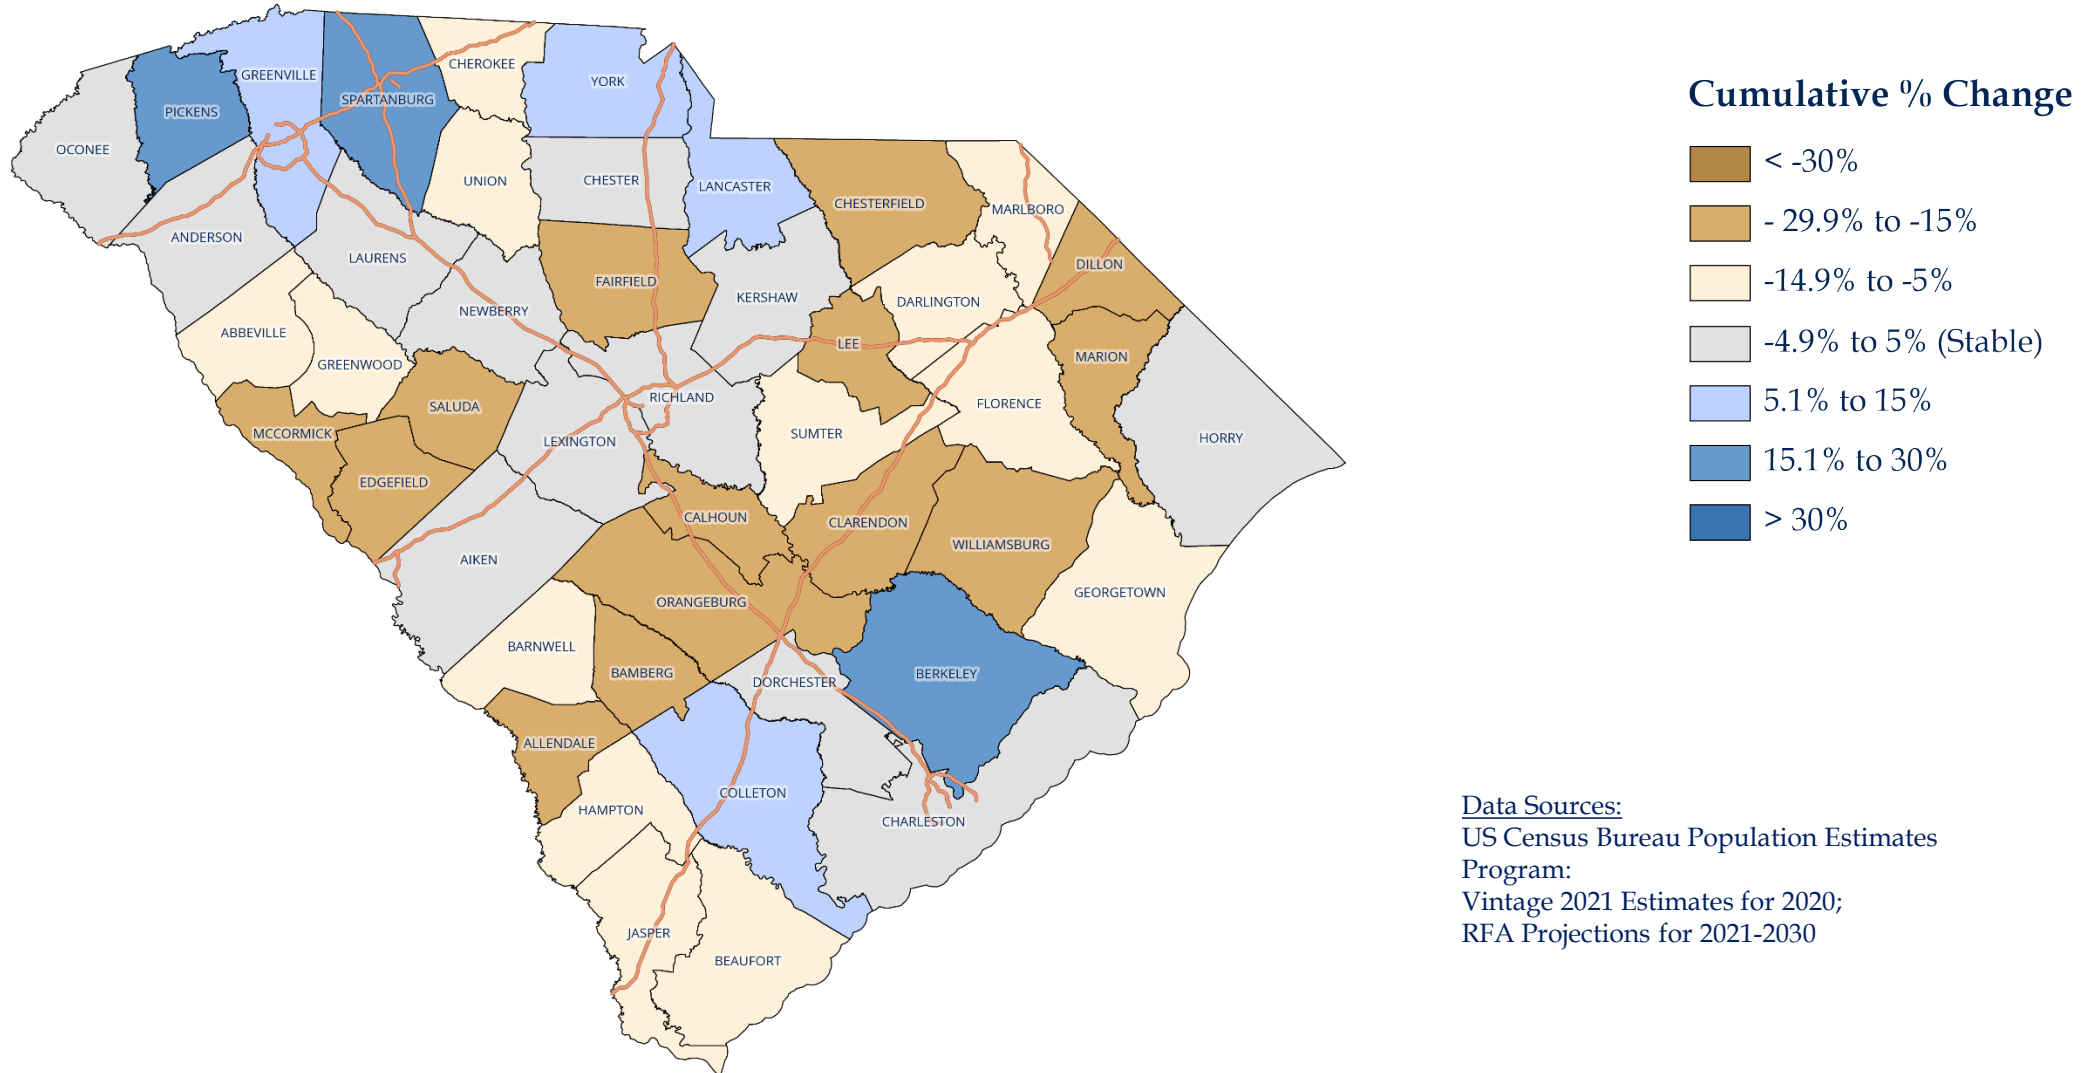 Cumulative % Change
< -30%
- 29.9% to -15%
-14.9% to -5%
-4.9% to 5% (Stable)
5.1% to 15%
15.1% to 30%
> 30%
CHEROKEE
GREENVILLE
YORK
SPARTANBURG
PICKENS
OCONEE
UNION
CHESTER
LANCASTER
CHESTERFIELD
MARLBORO
ANDERSON
LAURENS
DILLON
FAIRFIELD
KERSHAW
DARLINGTON
NEWBERRY
ABBEVILLE
LEE
MARION
GREENWOOD
RICHLAND
FLORENCE
SALUDA
MCCORMICK
SUMTER
HORRY
LEXINGTON
EDGEFIELD
CALHOUN
CLARENDON
WILLIAMSBURG
AIKEN
GEORGETOWN
ORANGEBURG
BARNWELL
BAMBERG
BERKELEY
DORCHESTER
ALLENDALE
COLLETON
HAMPTON
CHARLESTON
JASPER
BEAUFORT
Data Sources:
US Census Bureau Population Estimates
Program:
Vintage 2021 Estimates for 2020;
RFA Projections for 2021-2030